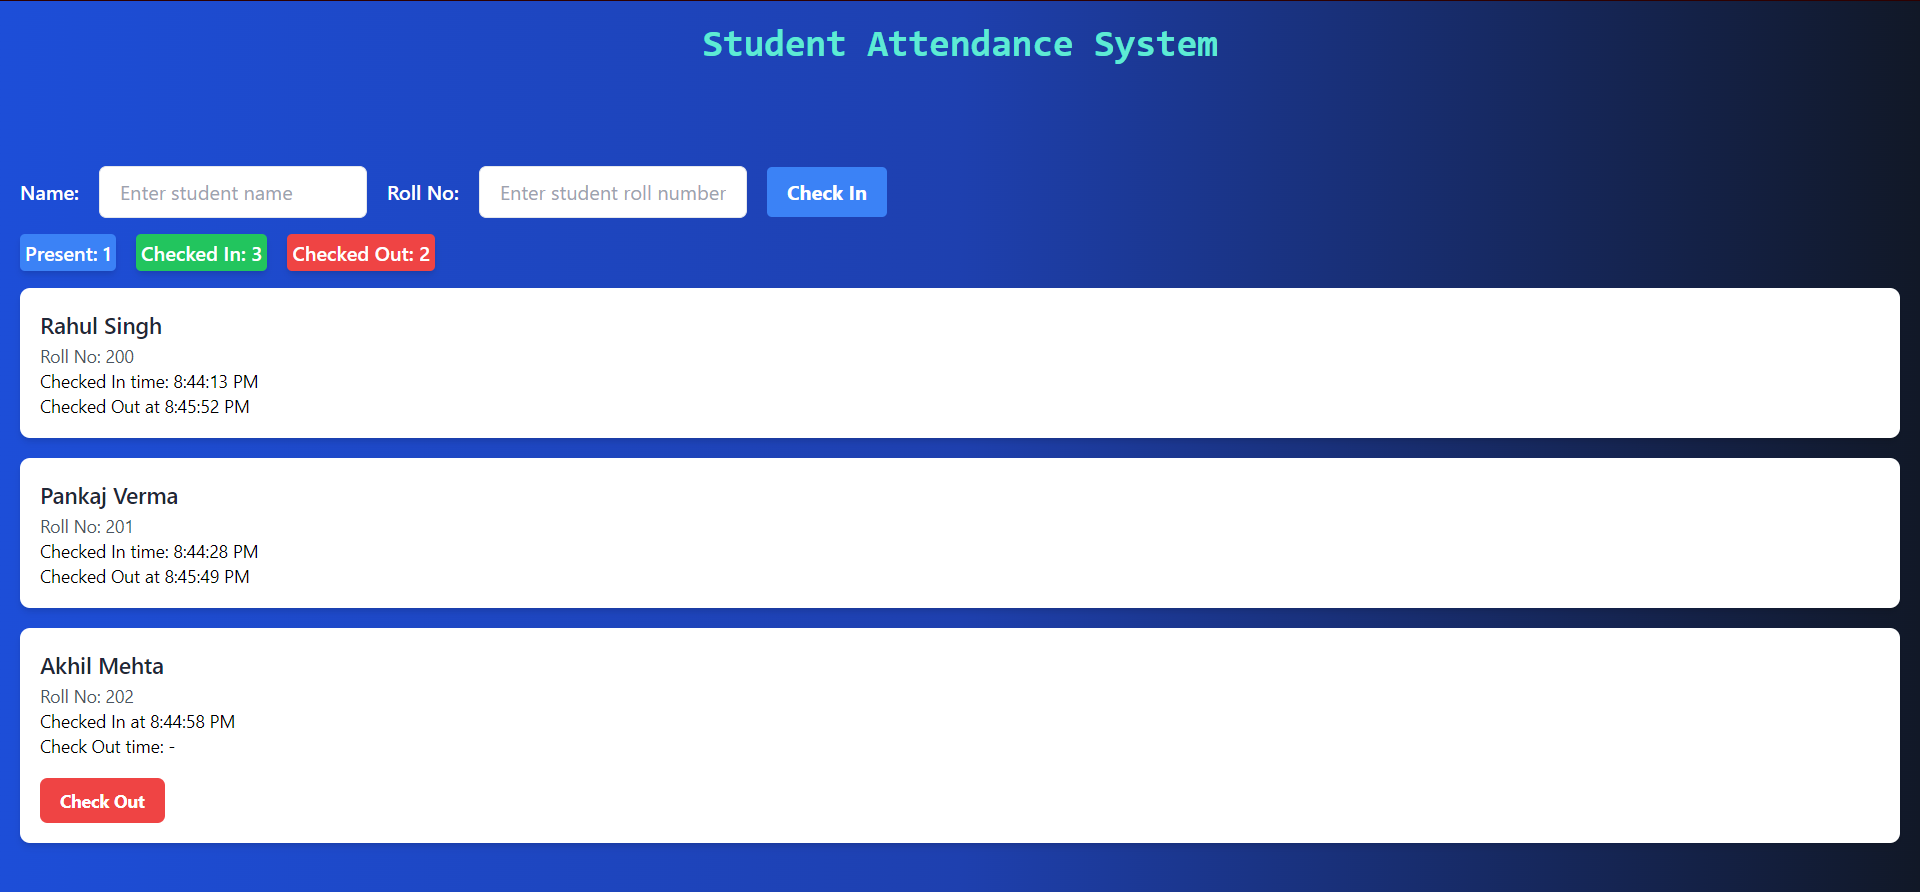 Student Attendance System
Name: Enter student name Roll No: Enter student roll number Check In
Present: 1 Checked In: 3 Checked Out: 2
Rahul Singh
Roll No: 200
Checked In time: 8:44:13 PM
Checked Out at 8:45:52 PM
Pankaj Verma
Roll No: 201
Checked In time: 8:44:28 PM
Checked Out at 8:45:49 PM
Akhil Mehta
Roll No: 202
Checked In at 8:44:58 PM
Check Out time: -
Check Out